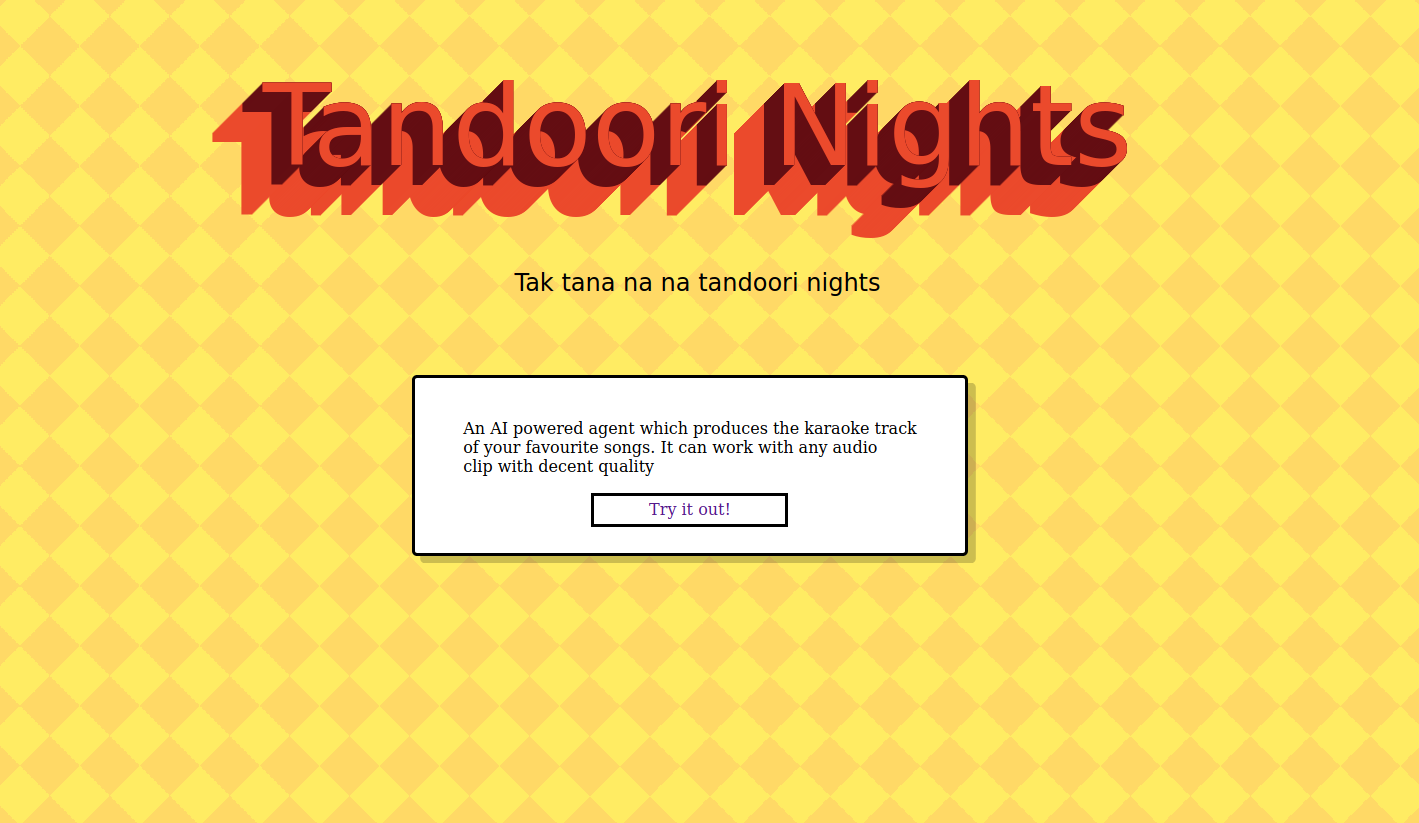 Tandoori Nights
Tak tana na na tandoori nights
An AI powered agent which produces the karaoke track
of your favourite songs. It can work with any audio
clip with decent quality
Try it out!